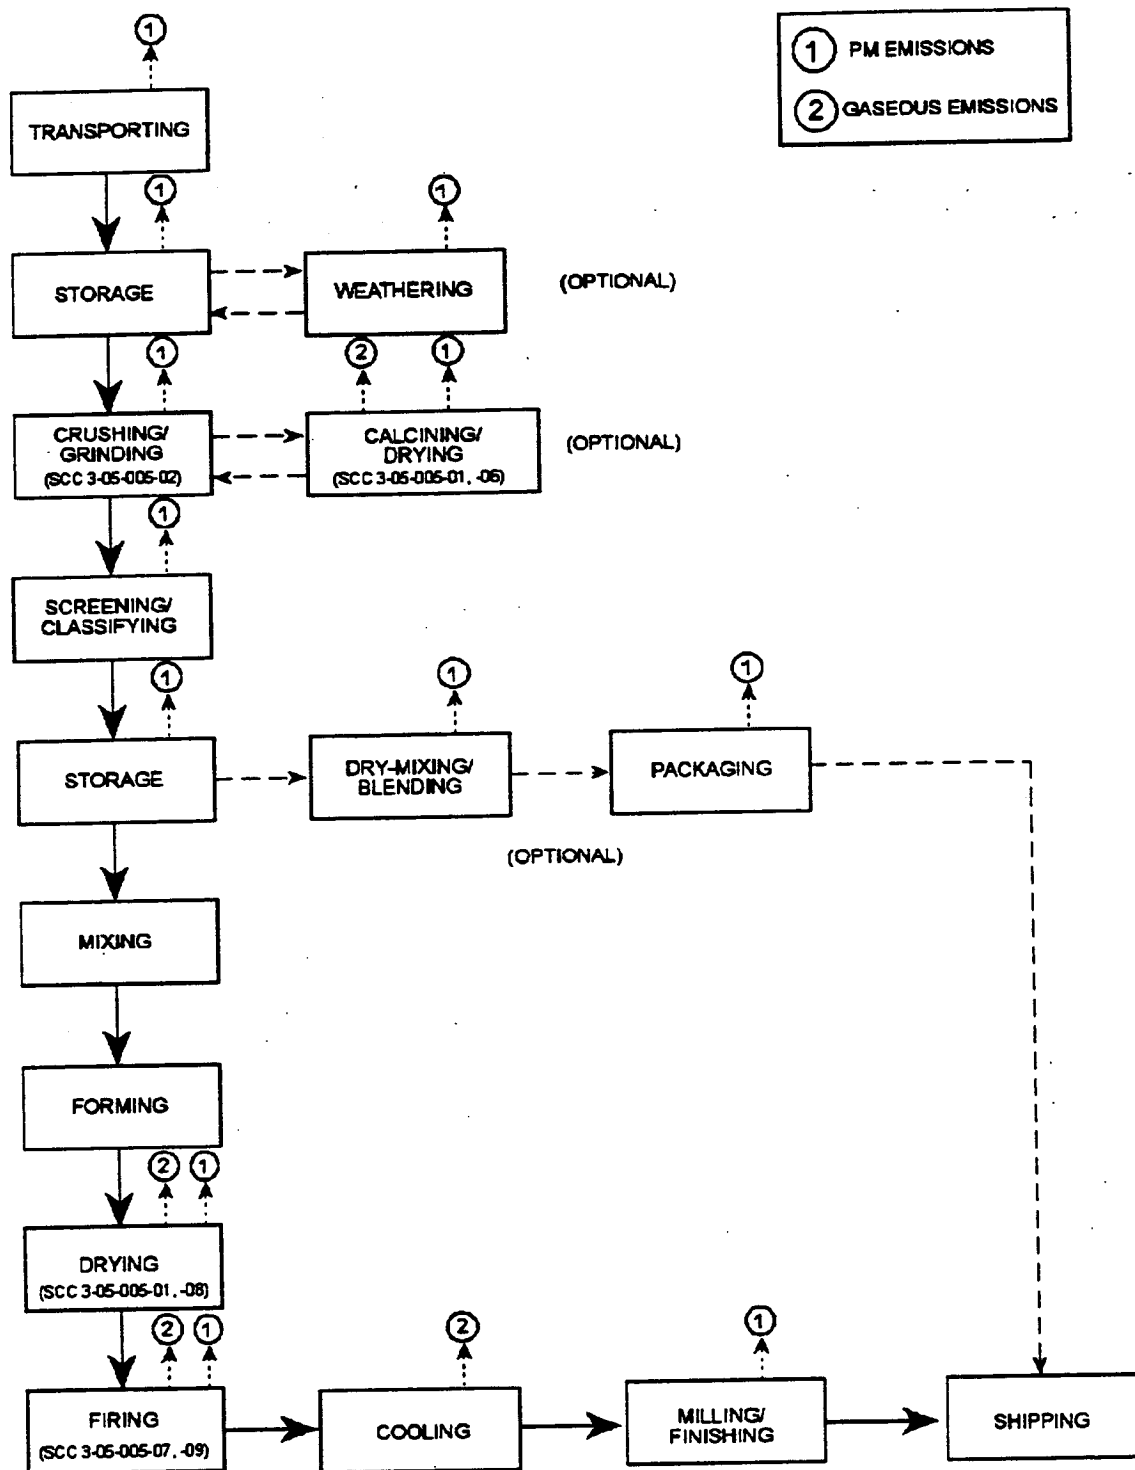 1
1 PM EMISSIONS
2 GASEOUS EMISSIONS
TRANSPORTING
1
1
STORAGE
WEATHERING
(OPTIONAL)
1
2
1
CRUSHING/
GRINDING
(SCC 3-05-005-02)
CALCINING/
DRYING
(SCC 3-05-005-01, -06)
(OPTIONAL)
1
SCREENING/
CLASSIFYING
1
1
1
STORAGE
DRY-MIXING/
BLENDING
PACKAGING
(OPTIONAL)
MIXING
FORMING
2
1
DRYING
(SCC 3-05-005-01, -08)
2
1
2
1
FIRING
(SCC 3-05-005-07, -09)
COOLING
MILLING/
FINISHING
SHIPPING